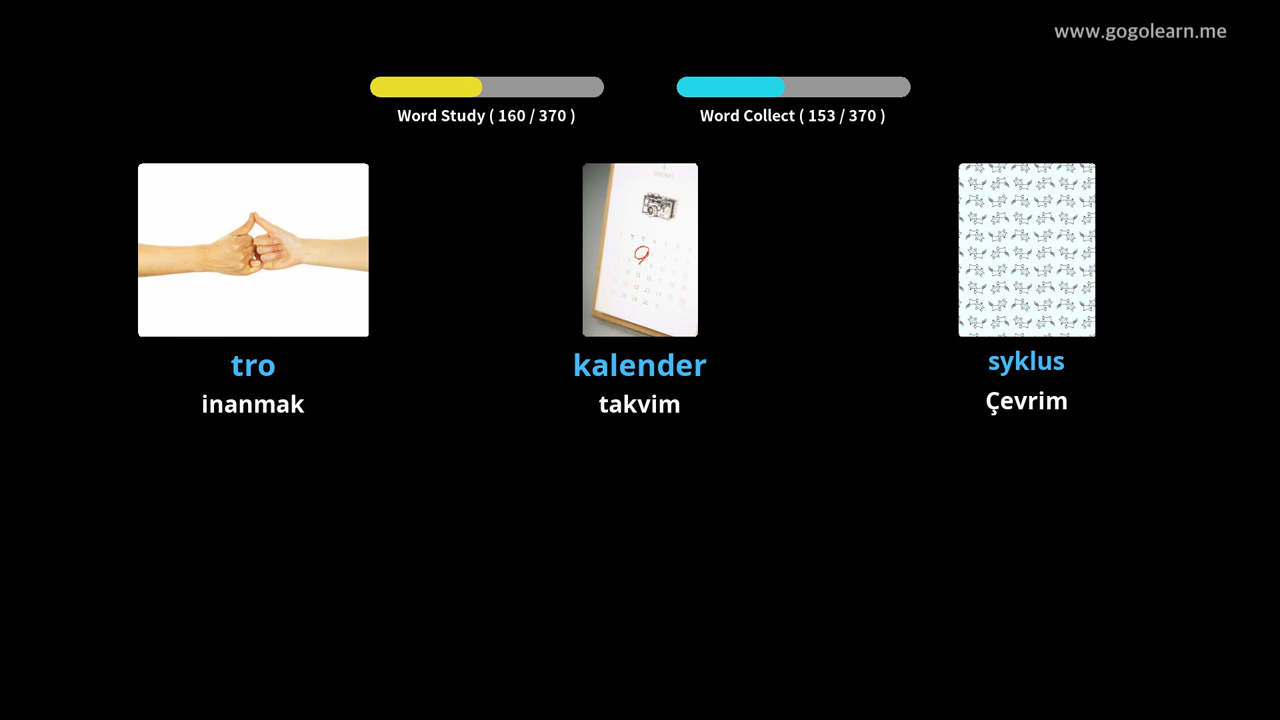 www.gogolearn.me
Word Study ( 160 / 370 )
Word Collect ( 153 / 370 )
tro
kalender
syklus
inanmak
takvim
Çevrim